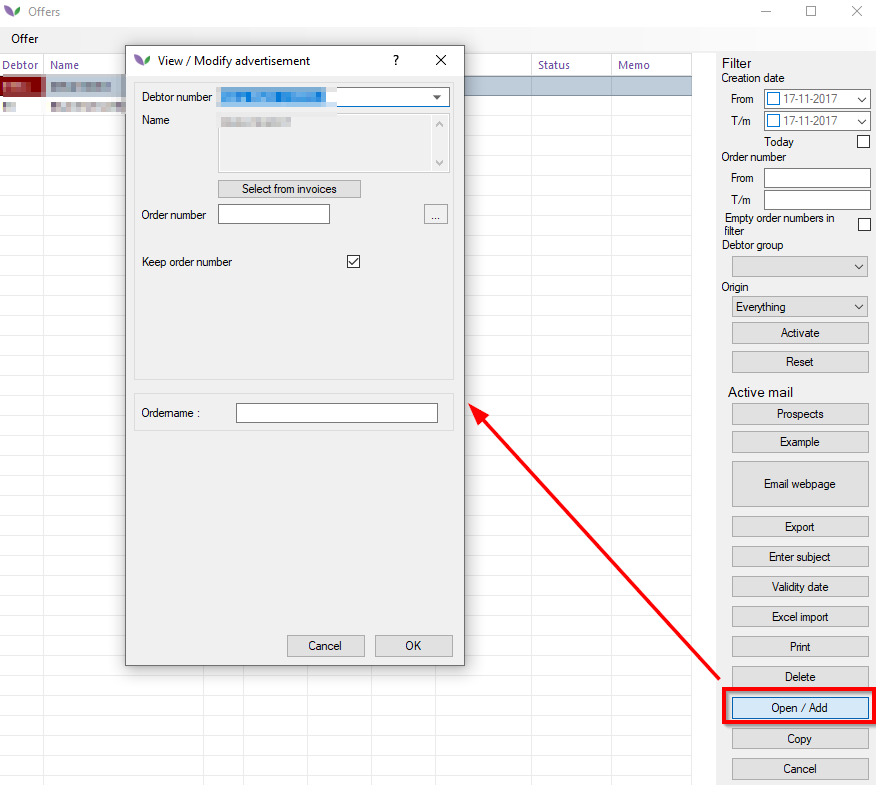 Offers
Offer
Debtor Name Status Memo
View / Modify advertisement ?
Debtor number
Name
Select from invoices
Order number ...
Keep order number
Ordername :
Cancel OK
Filter
Creation date
From 17-11-2017
T/m 17-11-2017
Today
Order number
From
T/m
Empty order numbers in
filter
Debtor group
Origin
Everything
Activate
Reset
Active mail
Prospects
Example
Email webpage
Export
Enter subject
Validity date
Excel import
Print
Delete
Open / Add
Copy
Cancel